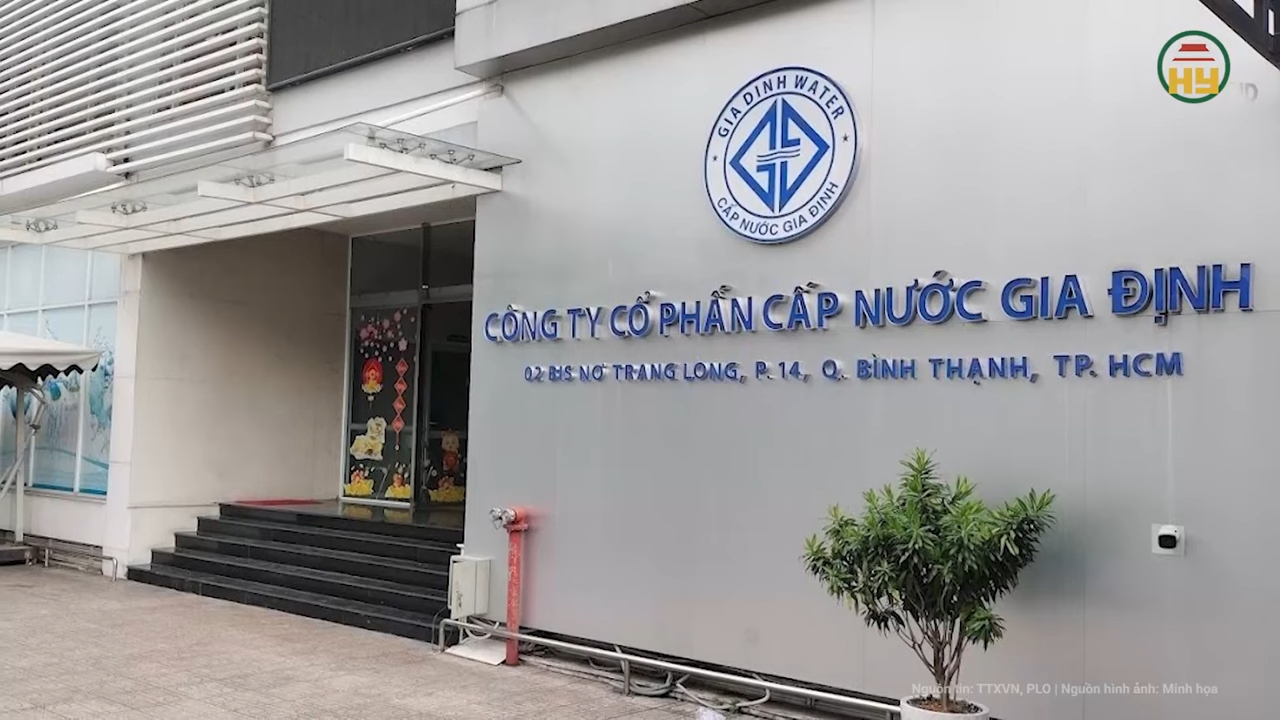 HY
GIA DINH WATER
CẤP NƯỚC GIA ĐỊNH
CÔNG TY CỔ PHẦN CẤP NƯỚC GIA ĐỊNH
02 BIS NƠ TRANG LONG, P. 14, Q. BÌNH THẠNH, TP. HCM
Nguồn tin: TTXVN, PLO | Nguồn hình ảnh: Minh họa